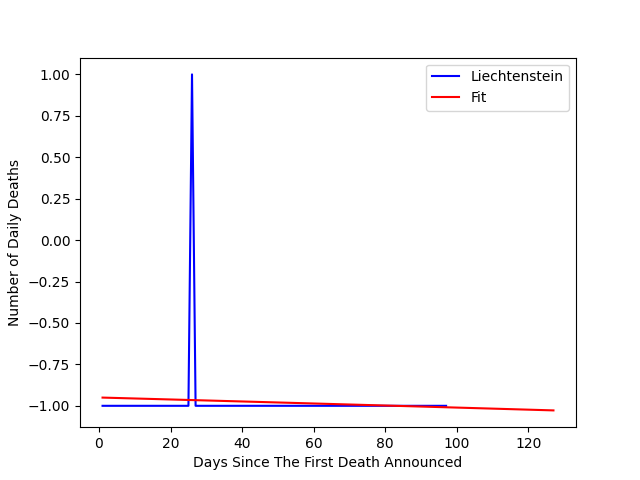 Liechtenstein
Fit
1.00
0.75
0.50
0.25
0.00
−0.25
−0.50
−0.75
−1.00
Number of Daily Deaths
0 20 40 60 80 100 120
Days Since The First Death Announced